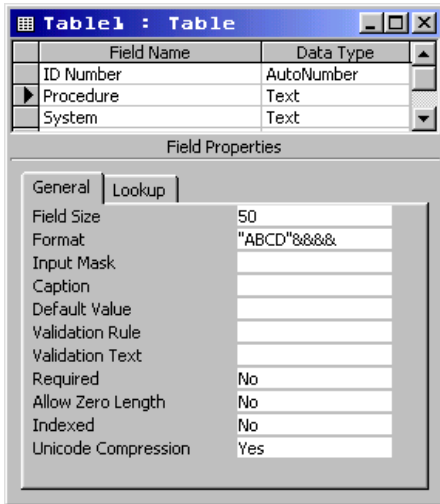 Table1 : Table
Field Name Data Type
ID Number AutoNumber
Procedure Text
System Text
Field Properties
General Lookup
Field Size 50
Format "ABCD"&&&&
Input Mask
Caption
Default Value
Validation Rule
Validation Text
Required No
Allow Zero Length No
Indexed No
Unicode Compression Yes